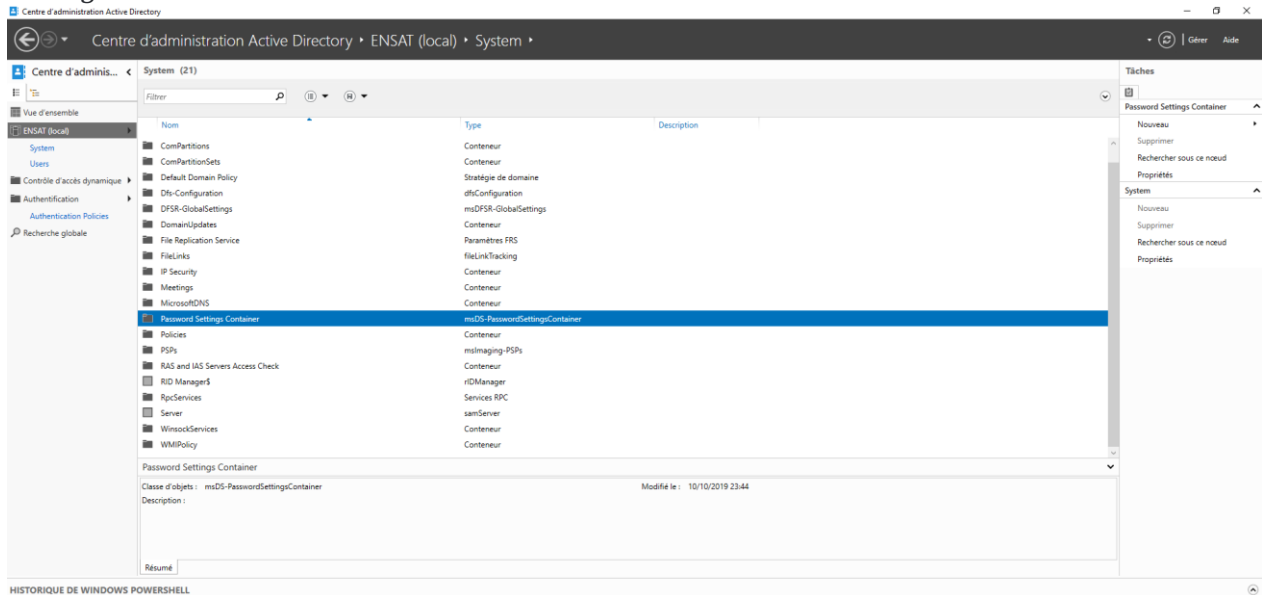 Centre d'administration Active Directory
Centre d'administration Active Directory ‣ ENSAT (local) ‣ System ‣
Gérer Aide
Centre d'adminis...
Vue d'ensemble
ENSAT (local)
System
Users
Contrôle d'accès dynamique
Authentification
Authentication Policies
Recherche globale
System (21)
Filtrer
Nom Type Description
ComPartitions Conteneur
ComPartitionSets Conteneur
Default Domain Policy Stratégie de domaine
Dfs-Configuration dfsConfiguration
DFSR-GlobalSettings msDFSR-GlobalSettings
DomainUpdates Conteneur
File Replication Service Paramètres FRS
FileLinks fileLinkTracking
IP Security Conteneur
Meetings Conteneur
MicrosoftDNS Conteneur
Password Settings Container msDS-PasswordSettingsContainer
Policies Conteneur
PSPs msImaging-PSPs
RAS and IAS Servers Access Check Conteneur
RID Manager$ rIDManager
RpcServices Services RPC
Server samServer
WinsockServices Conteneur
WMIPolicy Conteneur
Password Settings Container
Classe d'objets : msDS-PasswordSettingsContainer Modifié le : 10/10/2019 23:44
Description :
Résumé
Tâches
Password Settings Container
Nouveau
Supprimer
Rechercher sous ce nœud
Propriétés
System
Nouveau
Supprimer
Rechercher sous ce nœud
Propriétés
HISTORIQUE DE WINDOWS POWERSHELL